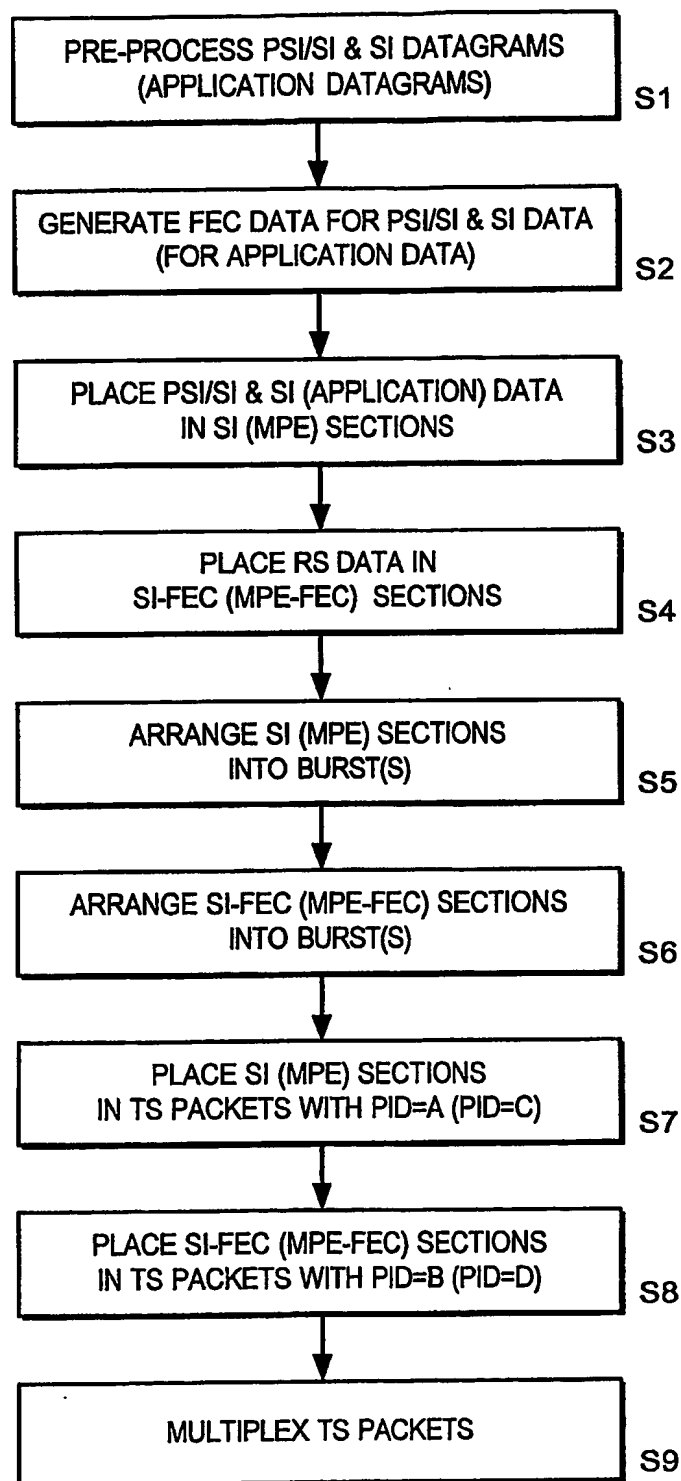 PRE-PROCESS PSI/SI & SI DATAGRAMS
(APPLICATION DATAGRAMS)
S1
GENERATE FEC DATA FOR PSI/SI & SI DATA
(FOR APPLICATION DATA)
S2
PLACE PSI/SI & SI (APPLICATION) DATA
IN SI (MPE) SECTIONS
S3
PLACE RS DATA IN
SI-FEC (MPE-FEC) SECTIONS
S4
ARRANGE SI (MPE) SECTIONS
INTO BURST(S)
S5
ARRANGE SI-FEC (MPE-FEC) SECTIONS
INTO BURST(S)
S6
PLACE SI (MPE) SECTIONS
IN TS PACKETS WITH PID=A (PID=C)
S7
PLACE SI-FEC (MPE-FEC) SECTIONS
IN TS PACKETS WITH PID=B (PID=D)
S8
MULTIPLEX TS PACKETS
S9